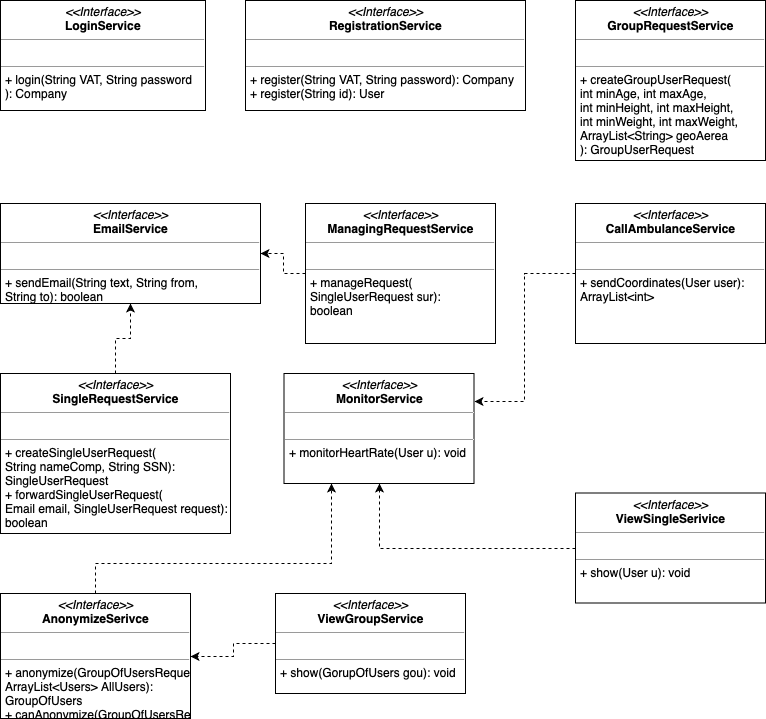 <<Interface>>
LoginService
+ login(String VAT, String password
): Company
<<Interface>>
RegistrationService
+ register(String VAT, String password): Company
+ register(String id): User
<<Interface>>
GroupRequestService
+ createGroupUserRequest(
int minAge, int maxAge,
int minHeight, int maxHeight,
int minWeight, int maxWeight,
ArrayList<String> geoAerea
): GroupUserRequest
<<Interface>>
EmailService
+ sendEmail(String text, String from,
String to): boolean
<<Interface>>
ManagingRequestService
+ manageRequest(
SingleUserRequest sur):
boolean
<<Interface>>
CallAmbulanceService
+ sendCoordinates(User user):
ArrayList<int>
<<Interface>>
SingleRequestService
+ createSingleUserRequest(
String nameComp, String SSN):
SingleUserRequest
+ forwardSingleUserRequest(
Email email, SingleUserRequest request):
boolean
<<Interface>>
MonitorService
+ monitorHeartRate(User u): void
<<Interface>>
ViewSingleSerivice
+ show(User u): void
<<Interface>>
AnonymizeSerivce
+ anonymize(GroupOfUsersReque
ArrayList<Users> AllUsers):
GroupOfUsers
+ canAnonymize(GroupOfUsersRe
<<Interface>>
ViewGroupService
+ show(GorupOfUsers gou): void